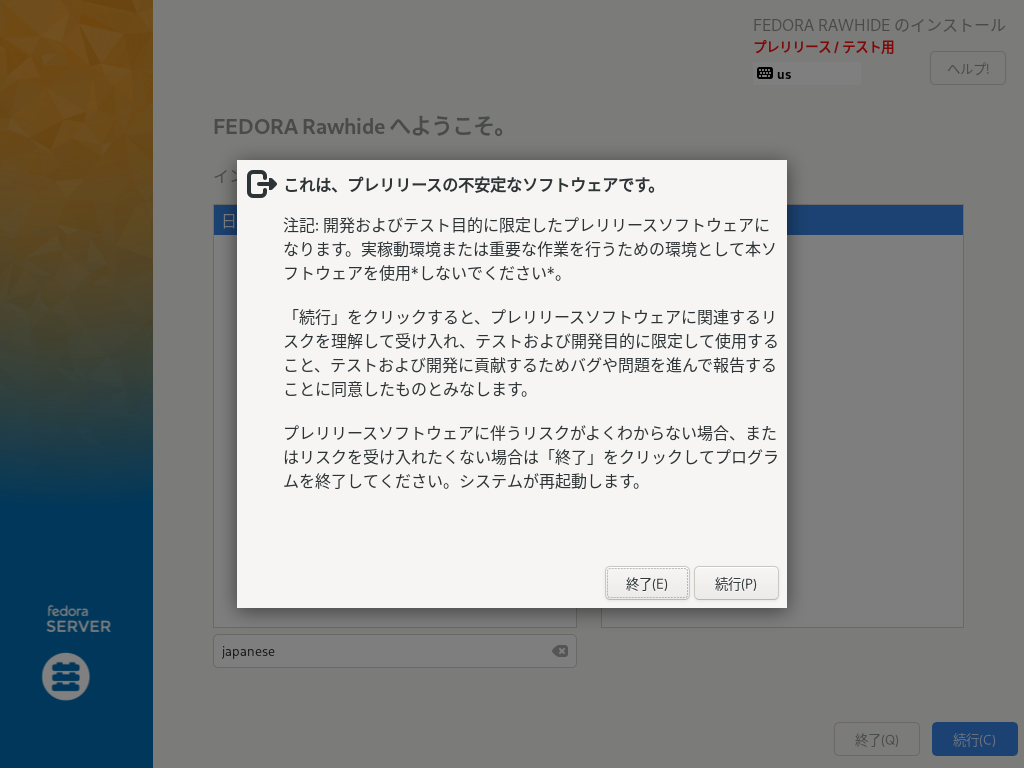 FEDORA RAWHIDE のインストール
プレリリース / テスト用
us
ヘルプ!
FEDORA Rawhide へようこそ。
イン
日
これは、プレリリースの不安定なソフトウェアです。
注記: 開発およびテスト目的に限定したプレリリースソフトウェアに
なります。実稼動環境または重要な作業を行うための環境として本ソ
フトウェアを使用*しないでください*。
「続行」をクリックすると、プレリリースソフトウェアに関連するリ
スクを理解して受け入れ、テストおよび開発目的に限定して使用する
こと、テストおよび開発に貢献するためバグや問題を進んで報告する
ことに同意したものとみなします。
プレリリースソフトウェアに伴うリスクがよくわからない場合、また
はリスクを受け入れたくない場合は「終了」をクリックしてプログラ
ムを終了してください。システムが再起動します。
終了(E)
続行(P)
fedora
SERVER
japanese
終了(Q)
続行(C)